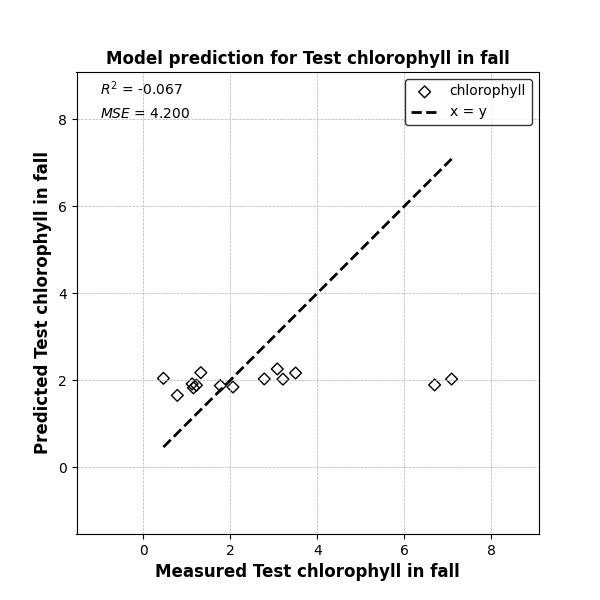 Model prediction for Test chlorophyll in fall
R² = -0.067
MSE = 4.200
chlorophyll
x = y
Predicted Test chlorophyll in fall
8
6
4
2
0
0 2 4 6 8
Measured Test chlorophyll in fall